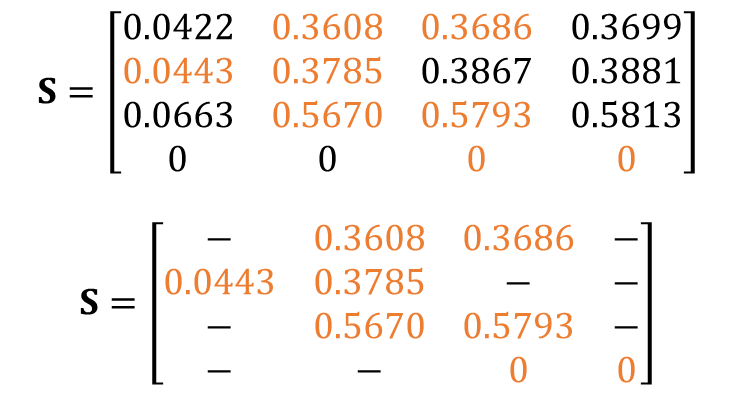 0.0422 0.3608 0.3686 0.3699
0.0443 0.3785 0.3867 0.3881
S =
0.0663 0.5670 0.5793 0.5813
0 0 0 0
− 0.3608 0.3686 −
0.0443 0.3785 − −
S =
− 0.5670 0.5793 −
− − 0 0